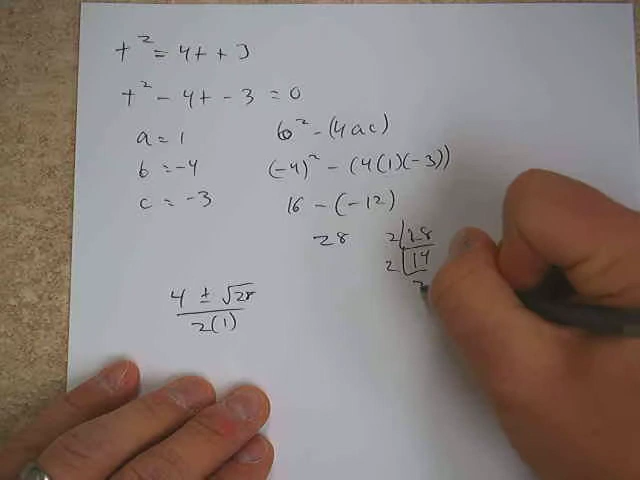 t² = 4t + 3
t² - 4t - 3 = 0
a = 1
b = -4
c = -3
b² - (4ac)
(-4)² - (4(1)(-3))
16 - (-12)
28
2 28
2 14
7
4 ± √28
2(1)